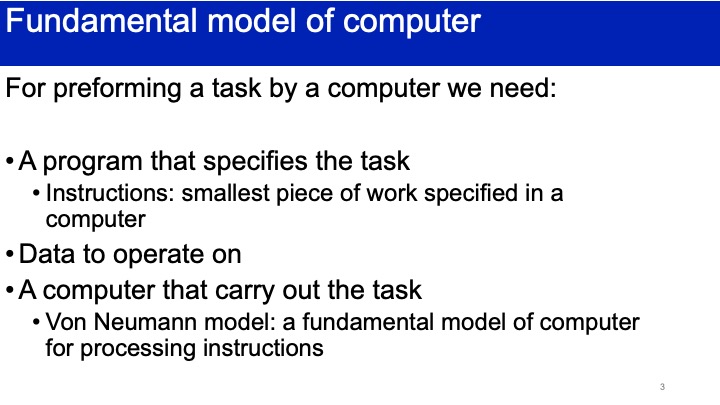 Fundamental model of computer
For preforming a task by a computer we need:
• A program that specifies the task
• Instructions: smallest piece of work specified in a
computer
• Data to operate on
• A computer that carry out the task
• Von Neumann model: a fundamental model of computer
for processing instructions
3